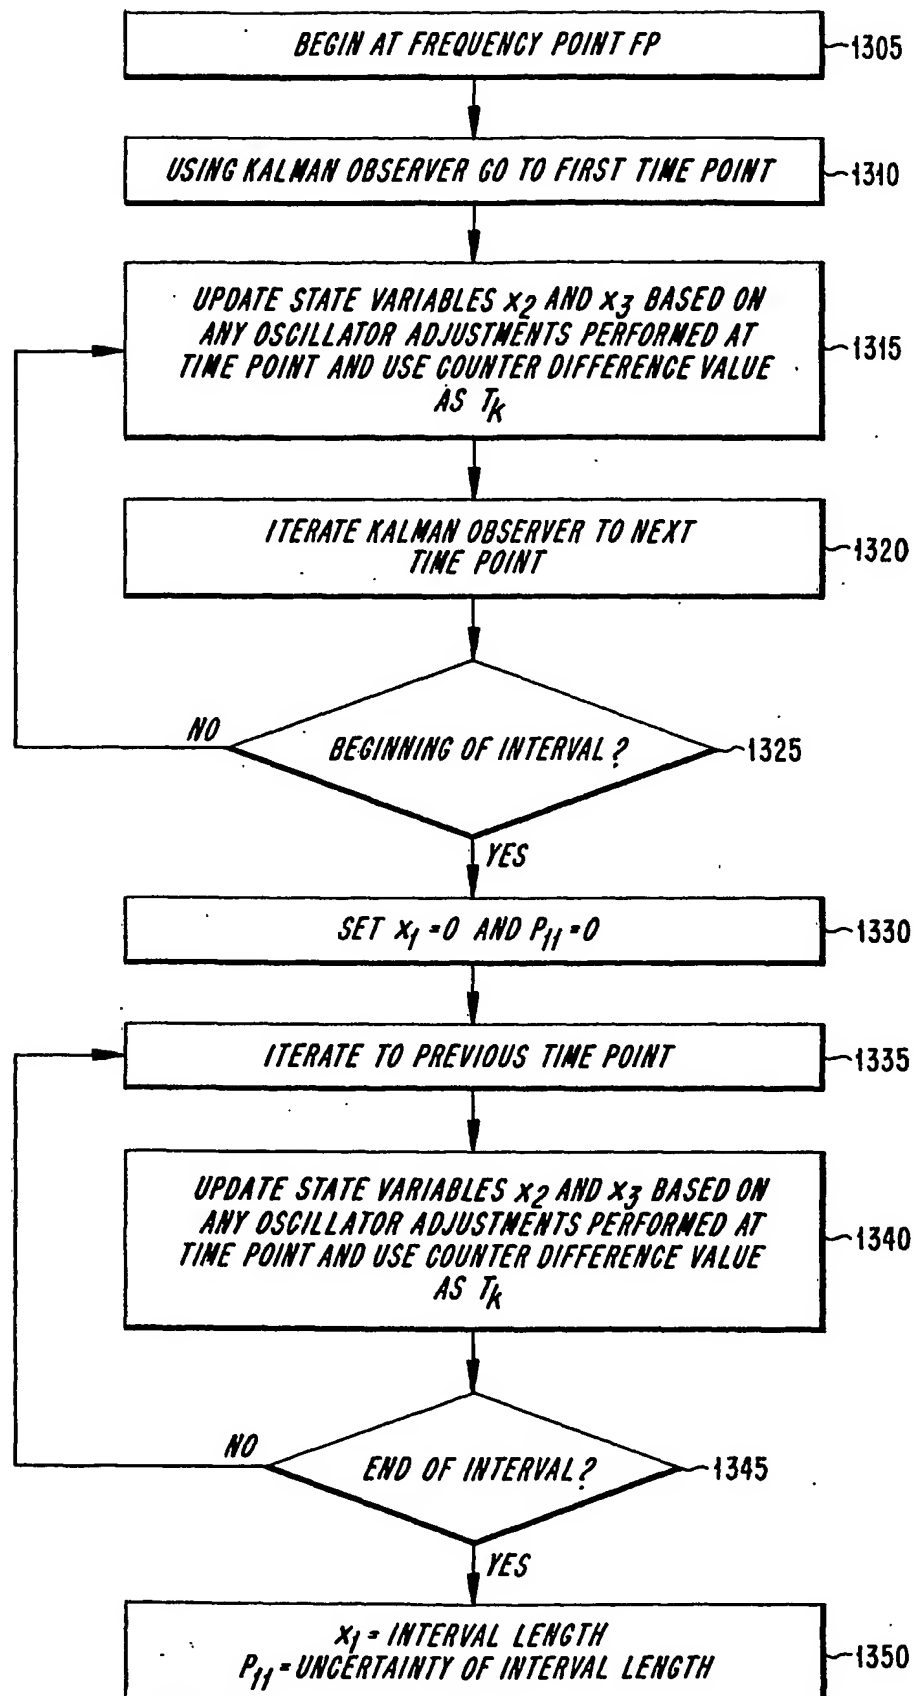 BEGIN AT FREQUENCY POINT FP
1305
USING KALMAN OBSERVER GO TO FIRST TIME POINT
1310
UPDATE STATE VARIABLES x2 AND x3 BASED ON
ANY OSCILLATOR ADJUSTMENTS PERFORMED AT
TIME POINT AND USE COUNTER DIFFERENCE VALUE
AS Tk
1315
ITERATE KALMAN OBSERVER TO NEXT
TIME POINT
1320
NO
BEGINNING OF INTERVAL?
1325
YES
SET x1=0 AND P11=0
1330
ITERATE TO PREVIOUS TIME POINT
1335
UPDATE STATE VARIABLES x2 AND x3 BASED ON
ANY OSCILLATOR ADJUSTMENTS PERFORMED AT
TIME POINT AND USE COUNTER DIFFERENCE VALUE
AS Tk
1340
NO
END OF INTERVAL?
1345
YES
x1 = INTERVAL LENGTH
P11 = UNCERTAINTY OF INTERVAL LENGTH
1350